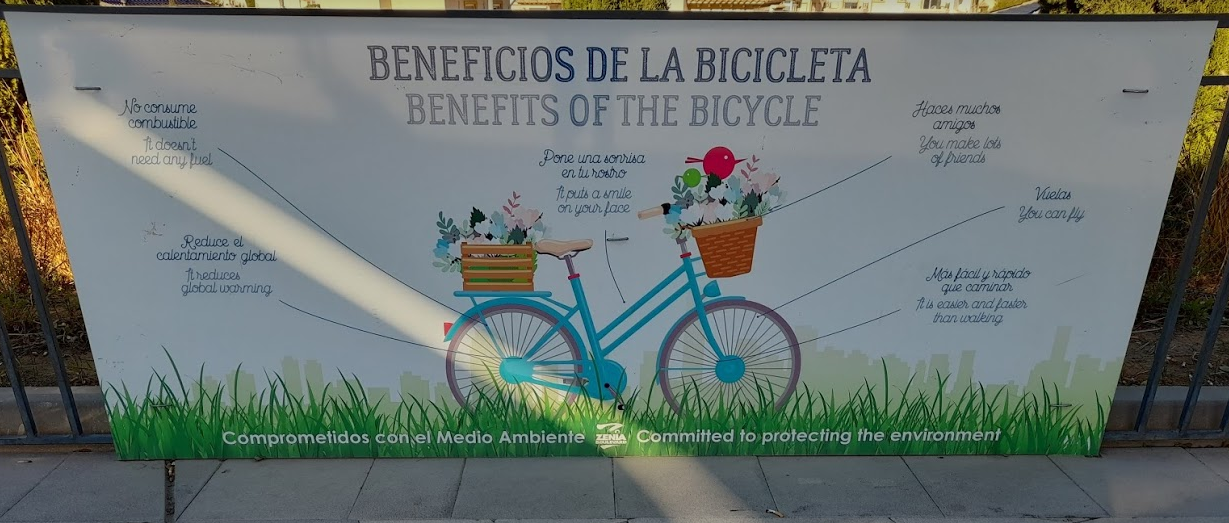 BENEFICIOS DE LA BICICLETA
BENEFITS OF THE BICYCLE
No consume
combustible
It doesn't
need any fuel
Reduce el
calentamiento global
It reduces
global warming
Pone una sonrisa
en tu rostro
It puts a smile
on your face
Haces muchos
amigos
You make lots
of friends
Vuelas
You can fly
Más fácil y rápido
que caminar
It is easier and faster
than walking
Comprometidos con el Medio Ambiente ZENIA BOULEVARD Committed to protecting the environment